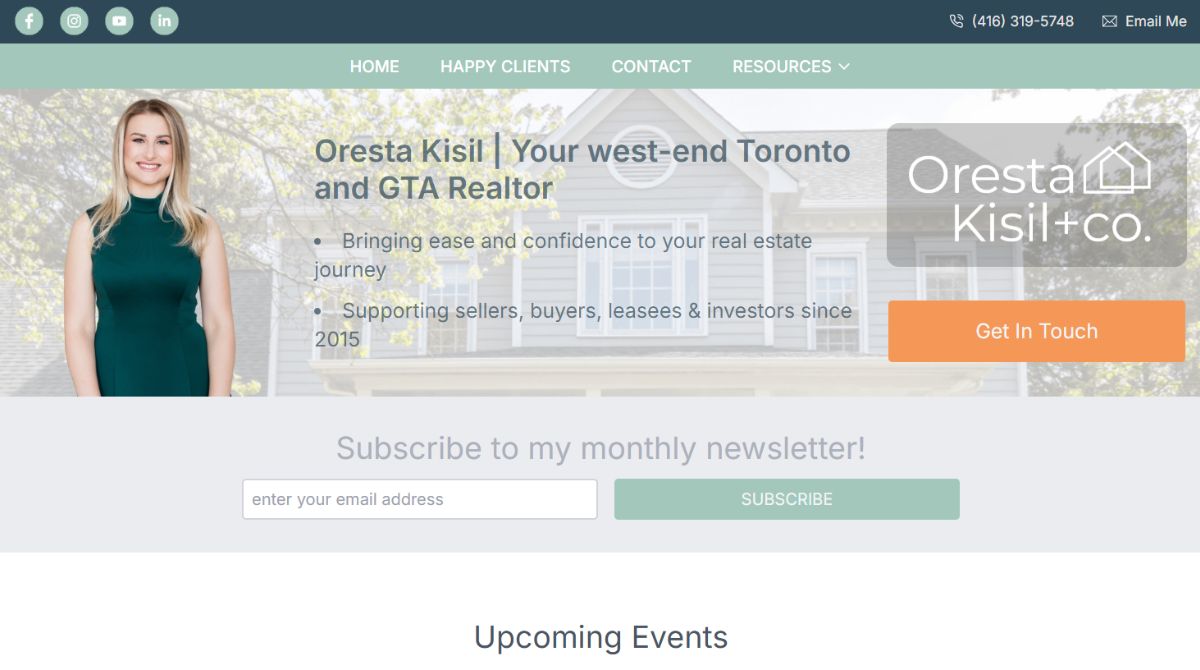 (416) 319-5748 Email Me
HOME HAPPY CLIENTS CONTACT RESOURCES
Oresta Kisil | Your west-end Toronto
and GTA Realtor
• Bringing ease and confidence to your real estate
journey
• Supporting sellers, buyers, leasees & investors since
2015
Oresta
Kisil+co.
Get In Touch
Subscribe to my monthly newsletter!
enter your email address SUBSCRIBE
Upcoming Events